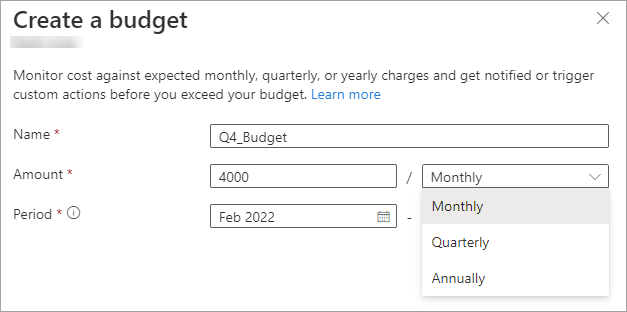 Create a budget
Monitor cost against expected monthly, quarterly, or yearly charges and get notified or trigger
custom actions before you exceed your budget. Learn more
Name *
Q4_Budget
Amount *
4000 / Monthly
Monthly
Period *
Feb 2022 -
Quarterly
Annually